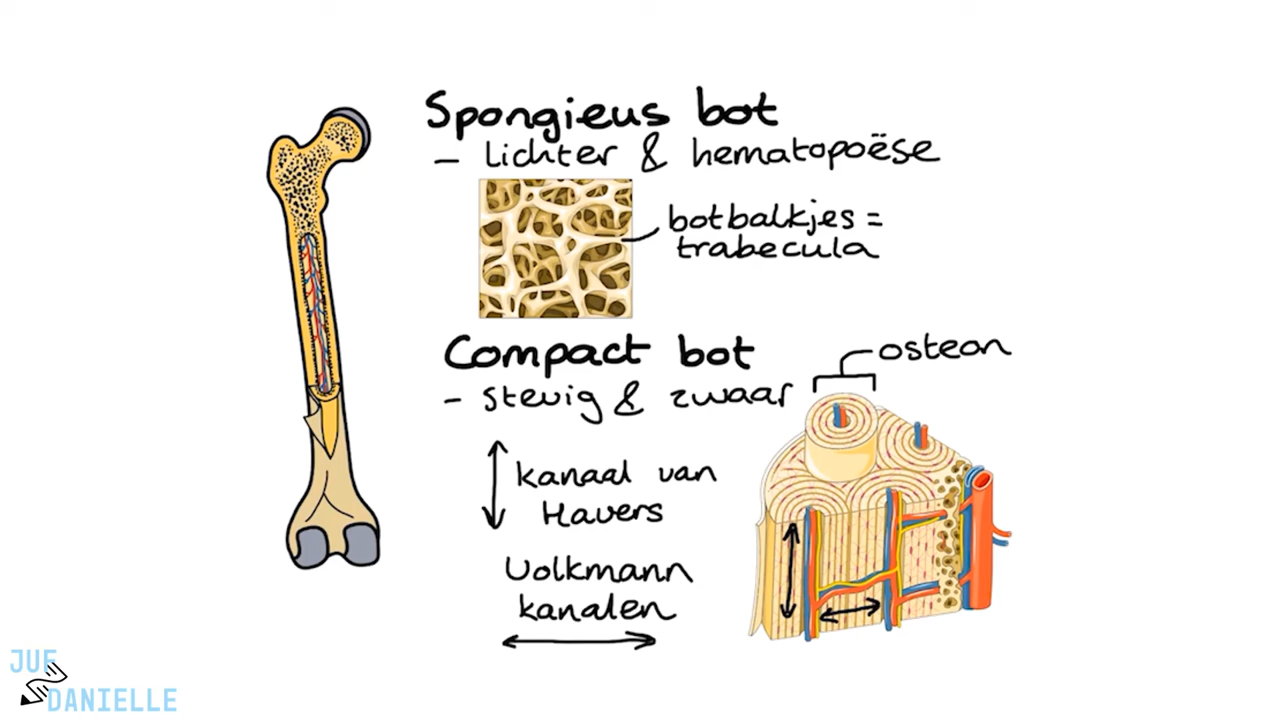 Spongieus bot
- lichter & hematopoëse
botbalkjes =
trabecula
Compact bot
- stevig & zwaar
osteon
kanaal van
Havers
Volkmann
kanalen
JUF
DANIELLE